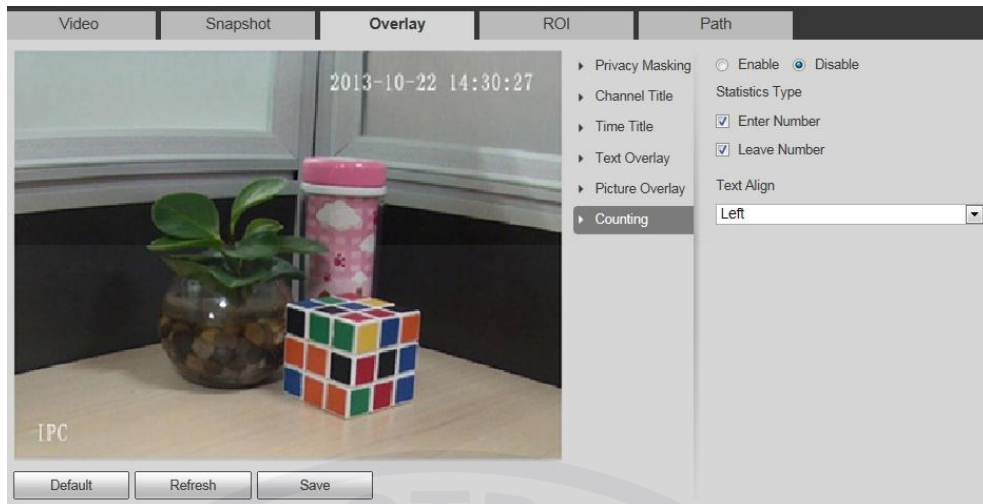 Video
Snapshot
Overlay
ROI
Path
2013-10-22 14:30:27
IPC
Privacy Masking
Channel Title
Time Title
Text Overlay
Picture Overlay
Counting
Enable
Disable
Statistics Type
Enter Number
Leave Number
Text Align
Left
Default
Refresh
Save